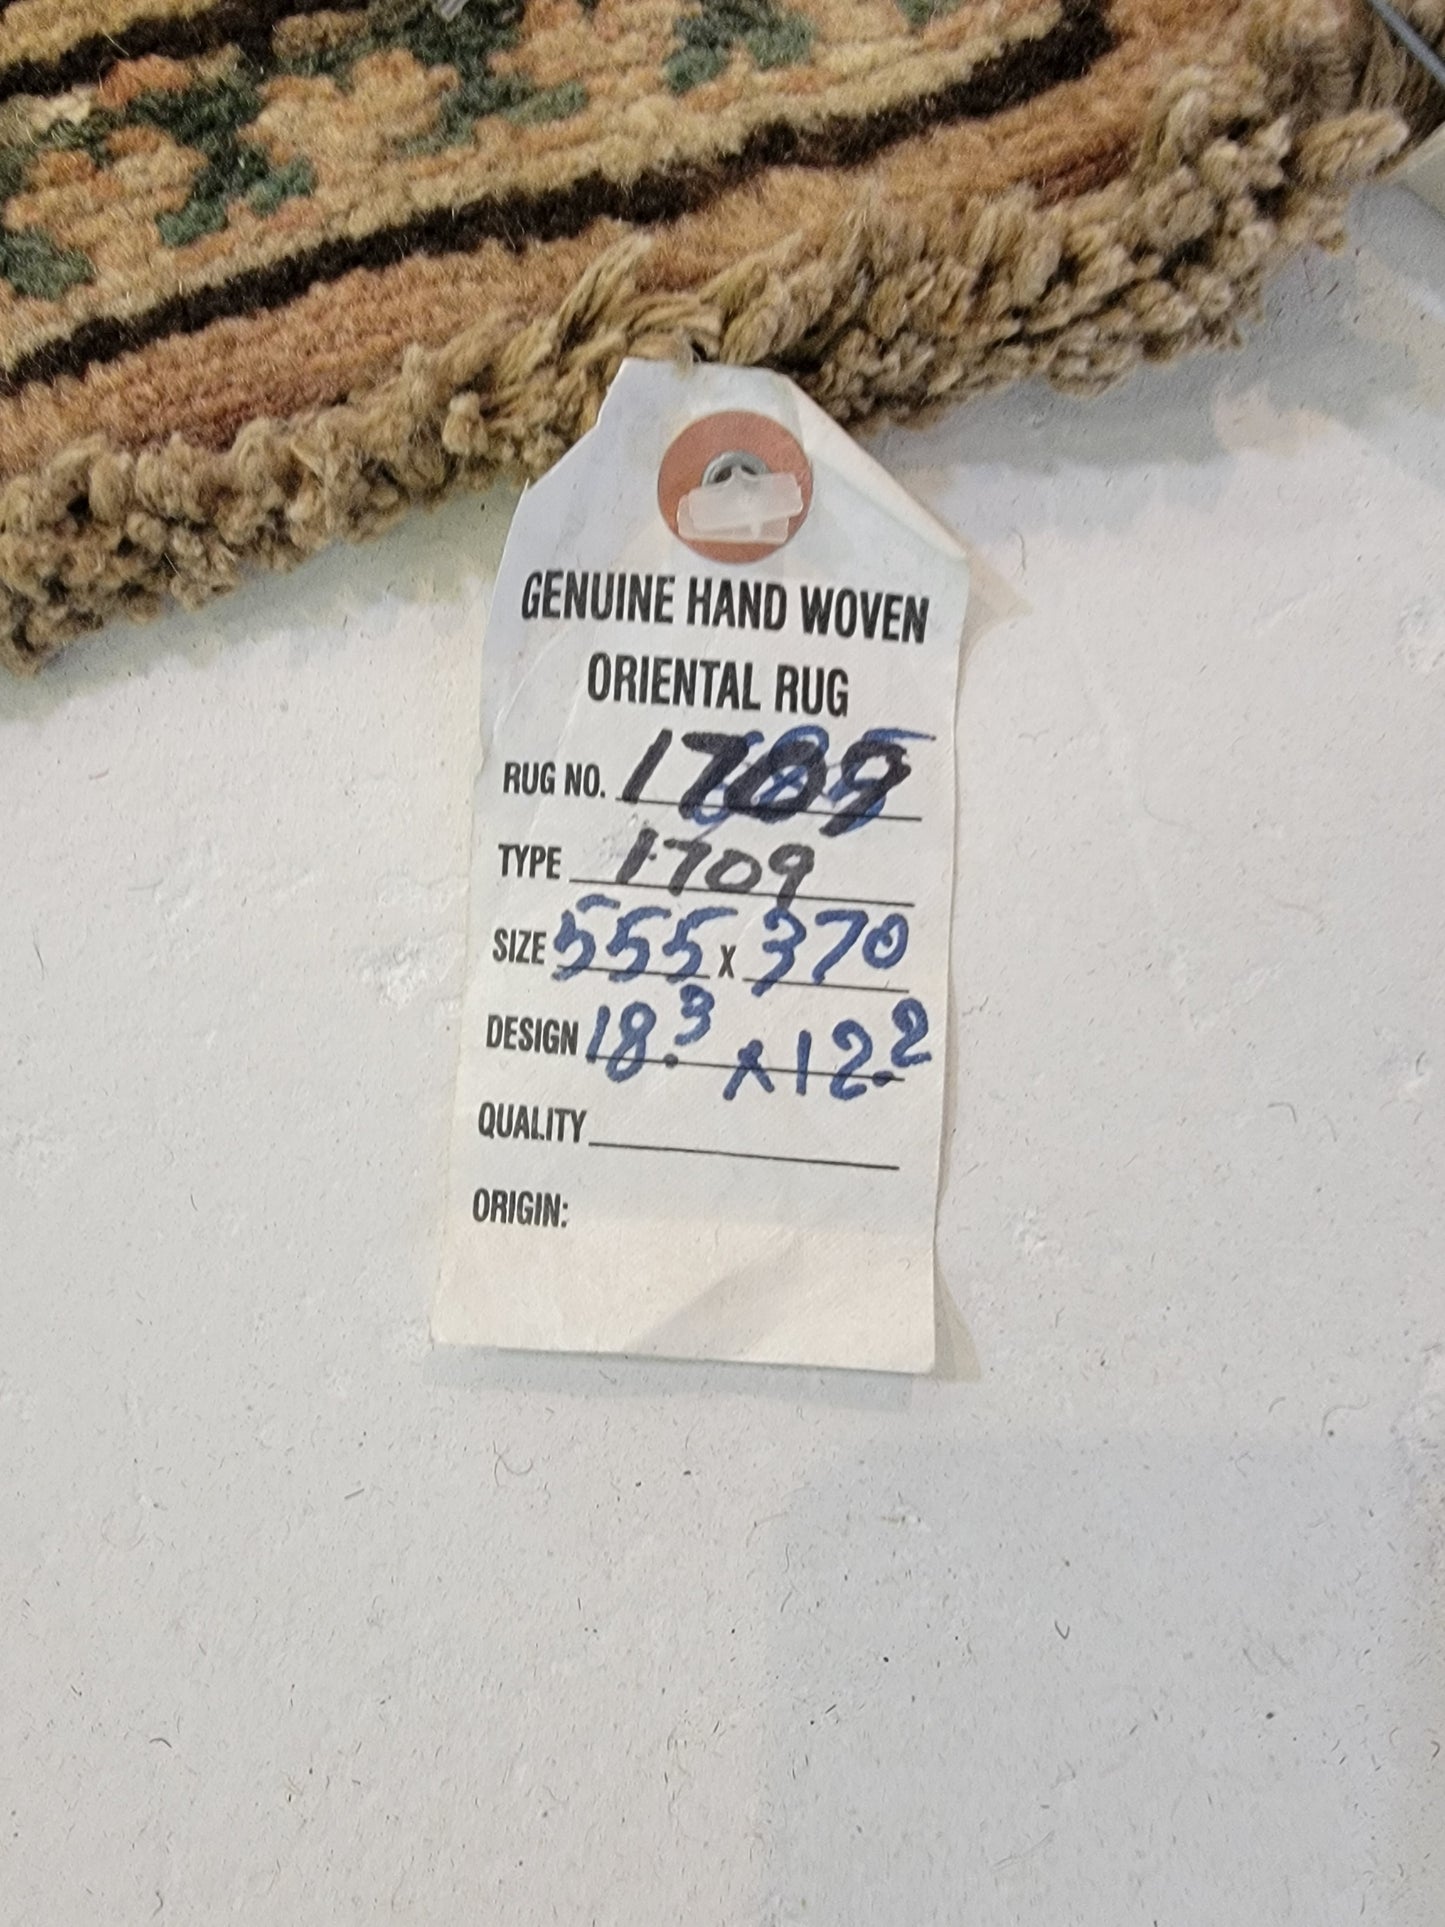 GENUINE HAND WOVEN
ORIENTAL RUG
RUG NO. 1709
TYPE 1709
SIZE 555 x 370
DESIGN 18.3 x 12.2
QUALITY
ORIGIN: